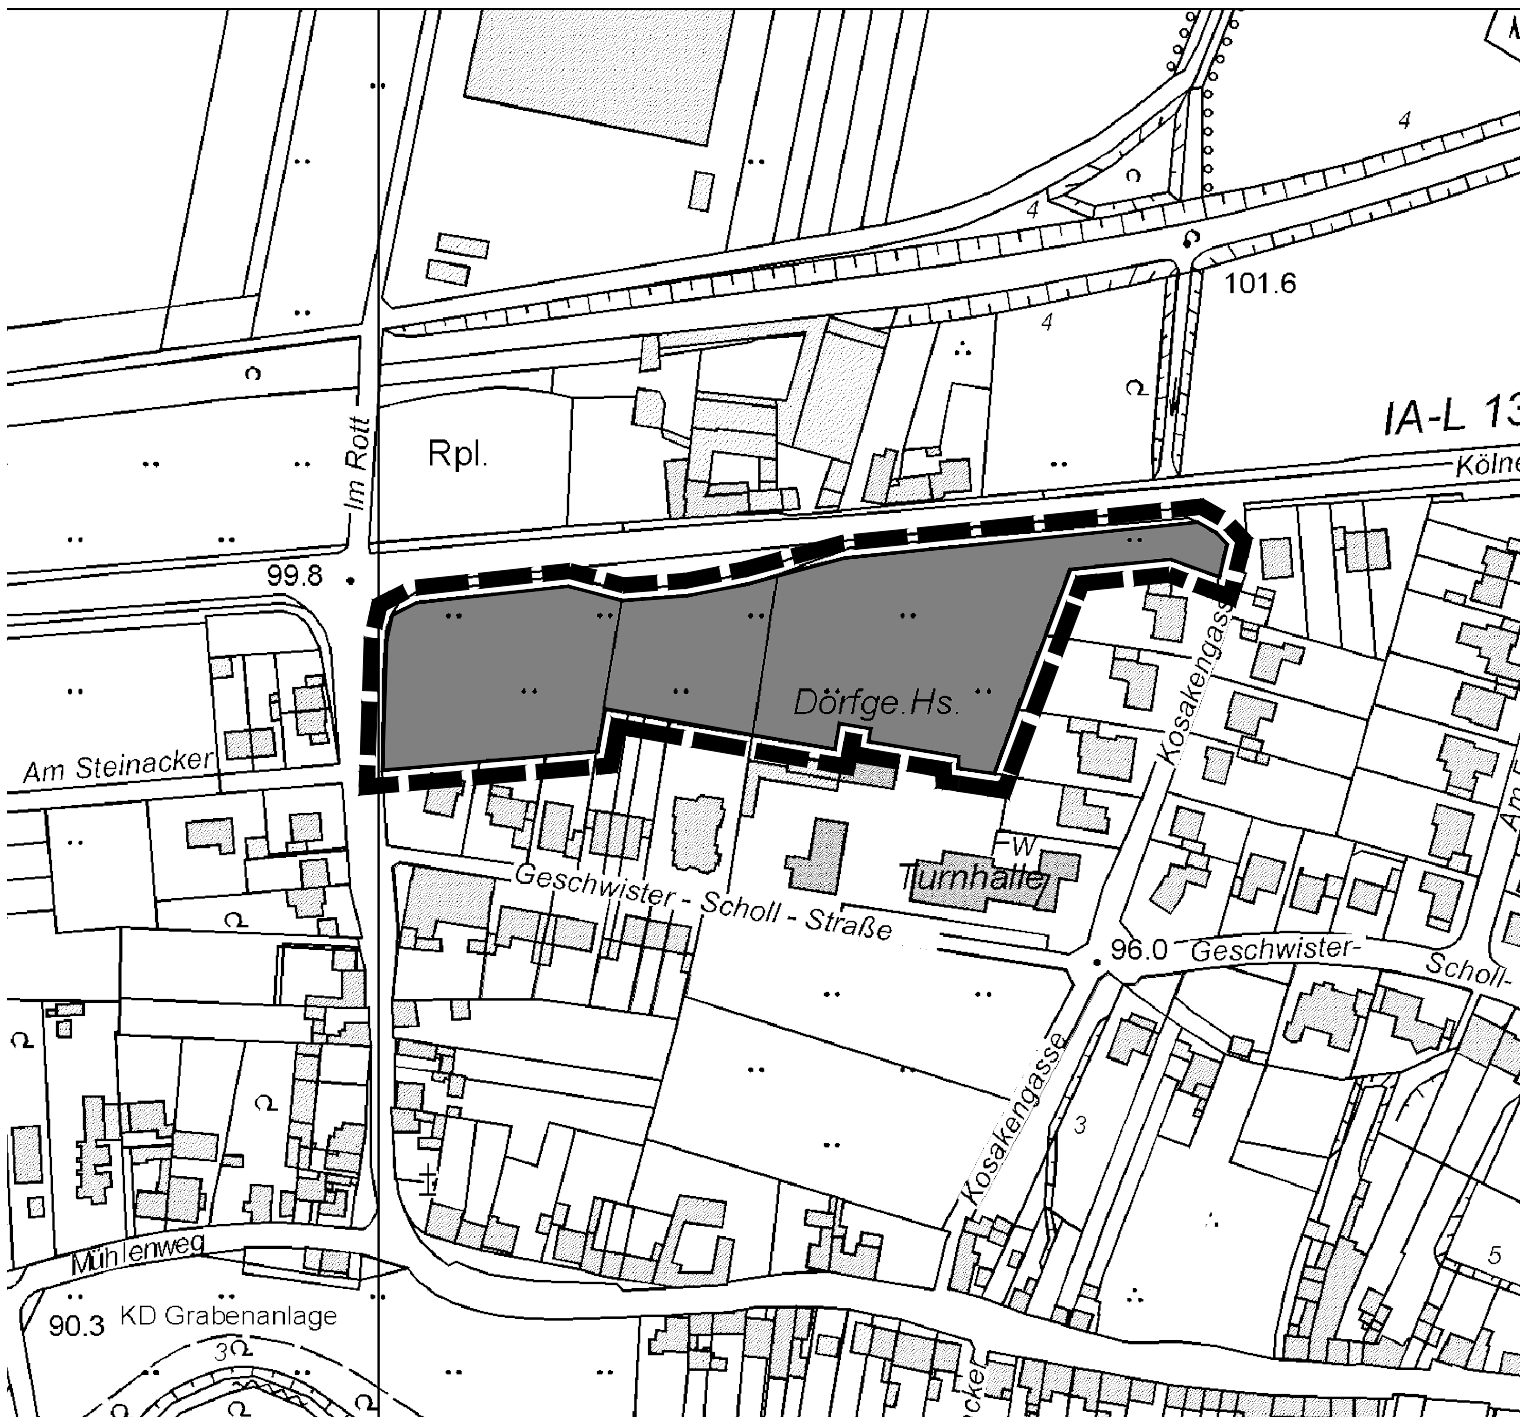 4
4
101.6
4
IA-L 13
Kölne
Im Rott
Rpl.
99.8
Kosakengass
Dörfge.Hs.
Am Steinacker
FW
Turnhalle
Geschwister - Scholl - Straße
96.0
Geschwister-
Scholl-
Kosakengasse
3
Mühlenweg
5
KD Grabenanlage
90.3
3